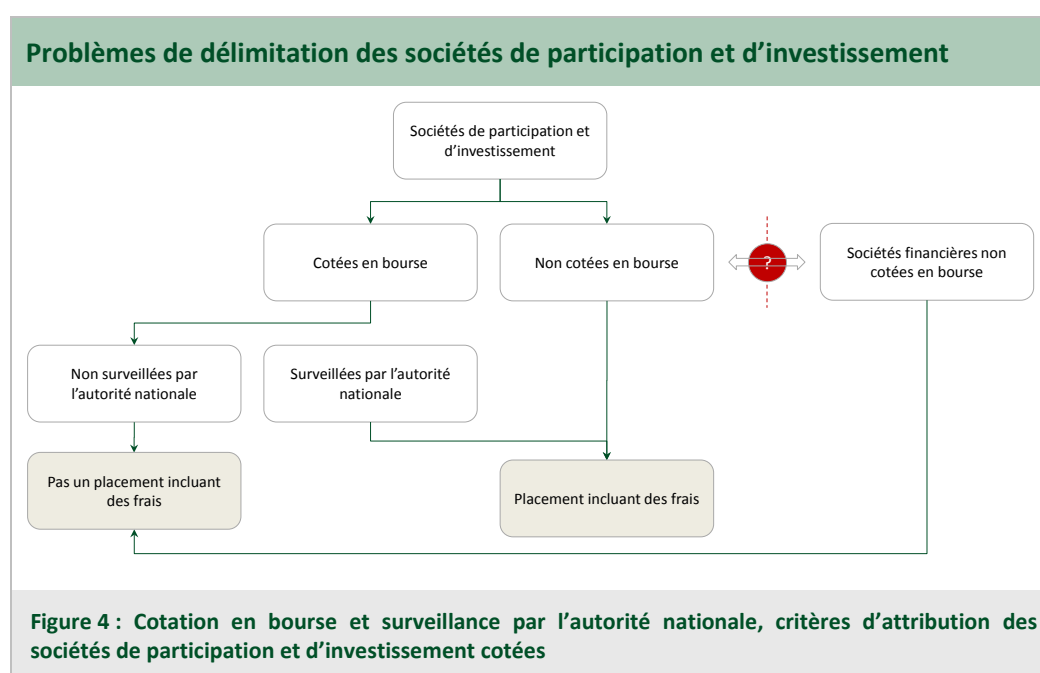 Problèmes de délimitation des sociétés de participation et d’investissement
Sociétés de participation et
d’investissement
Cotées en bourse
Non cotées en bourse
?
Sociétés financières non
cotées en bourse
Non surveillées par
l’autorité nationale
Surveillées par l’autorité
nationale
Pas un placement incluant
des frais
Placement incluant des frais
Figure 4 : Cotation en bourse et surveillance par l’autorité nationale, critères d’attribution des
sociétés de participation et d’investissement cotées